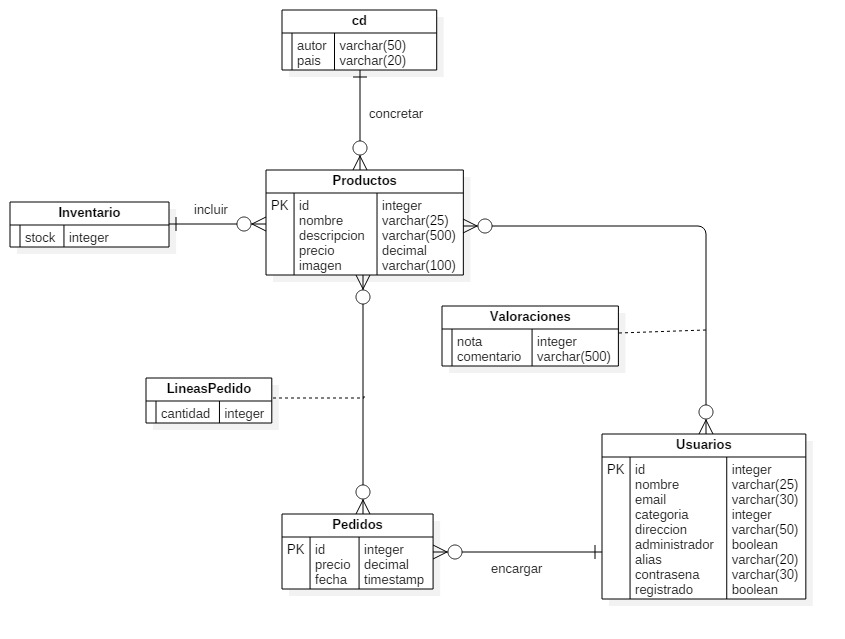 cd
autor varchar(50)
pais varchar(20)
concretar
Productos
PK id integer
nombre varchar(25)
descripcion varchar(500)
precio decimal
imagen varchar(100)
incluir
Inventario
stock integer
Valoraciones
nota integer
comentario varchar(500)
LineasPedido
cantidad integer
Usuarios
PK id integer
nombre varchar(25)
email varchar(30)
categoria integer
direccion varchar(50)
administrador boolean
alias varchar(20)
contrasena varchar(30)
registrado boolean
Pedidos
PK id integer
precio decimal
fecha timestamp
encargar